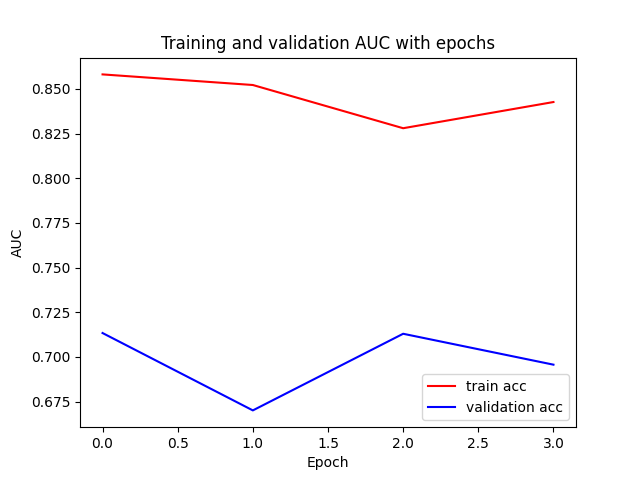 Training and validation AUC with epochs
AUC
0.850
0.825
0.800
0.775
0.750
0.725
0.700
0.675
train acc
validation acc
0.0 0.5 1.0 1.5 2.0 2.5 3.0
Epoch